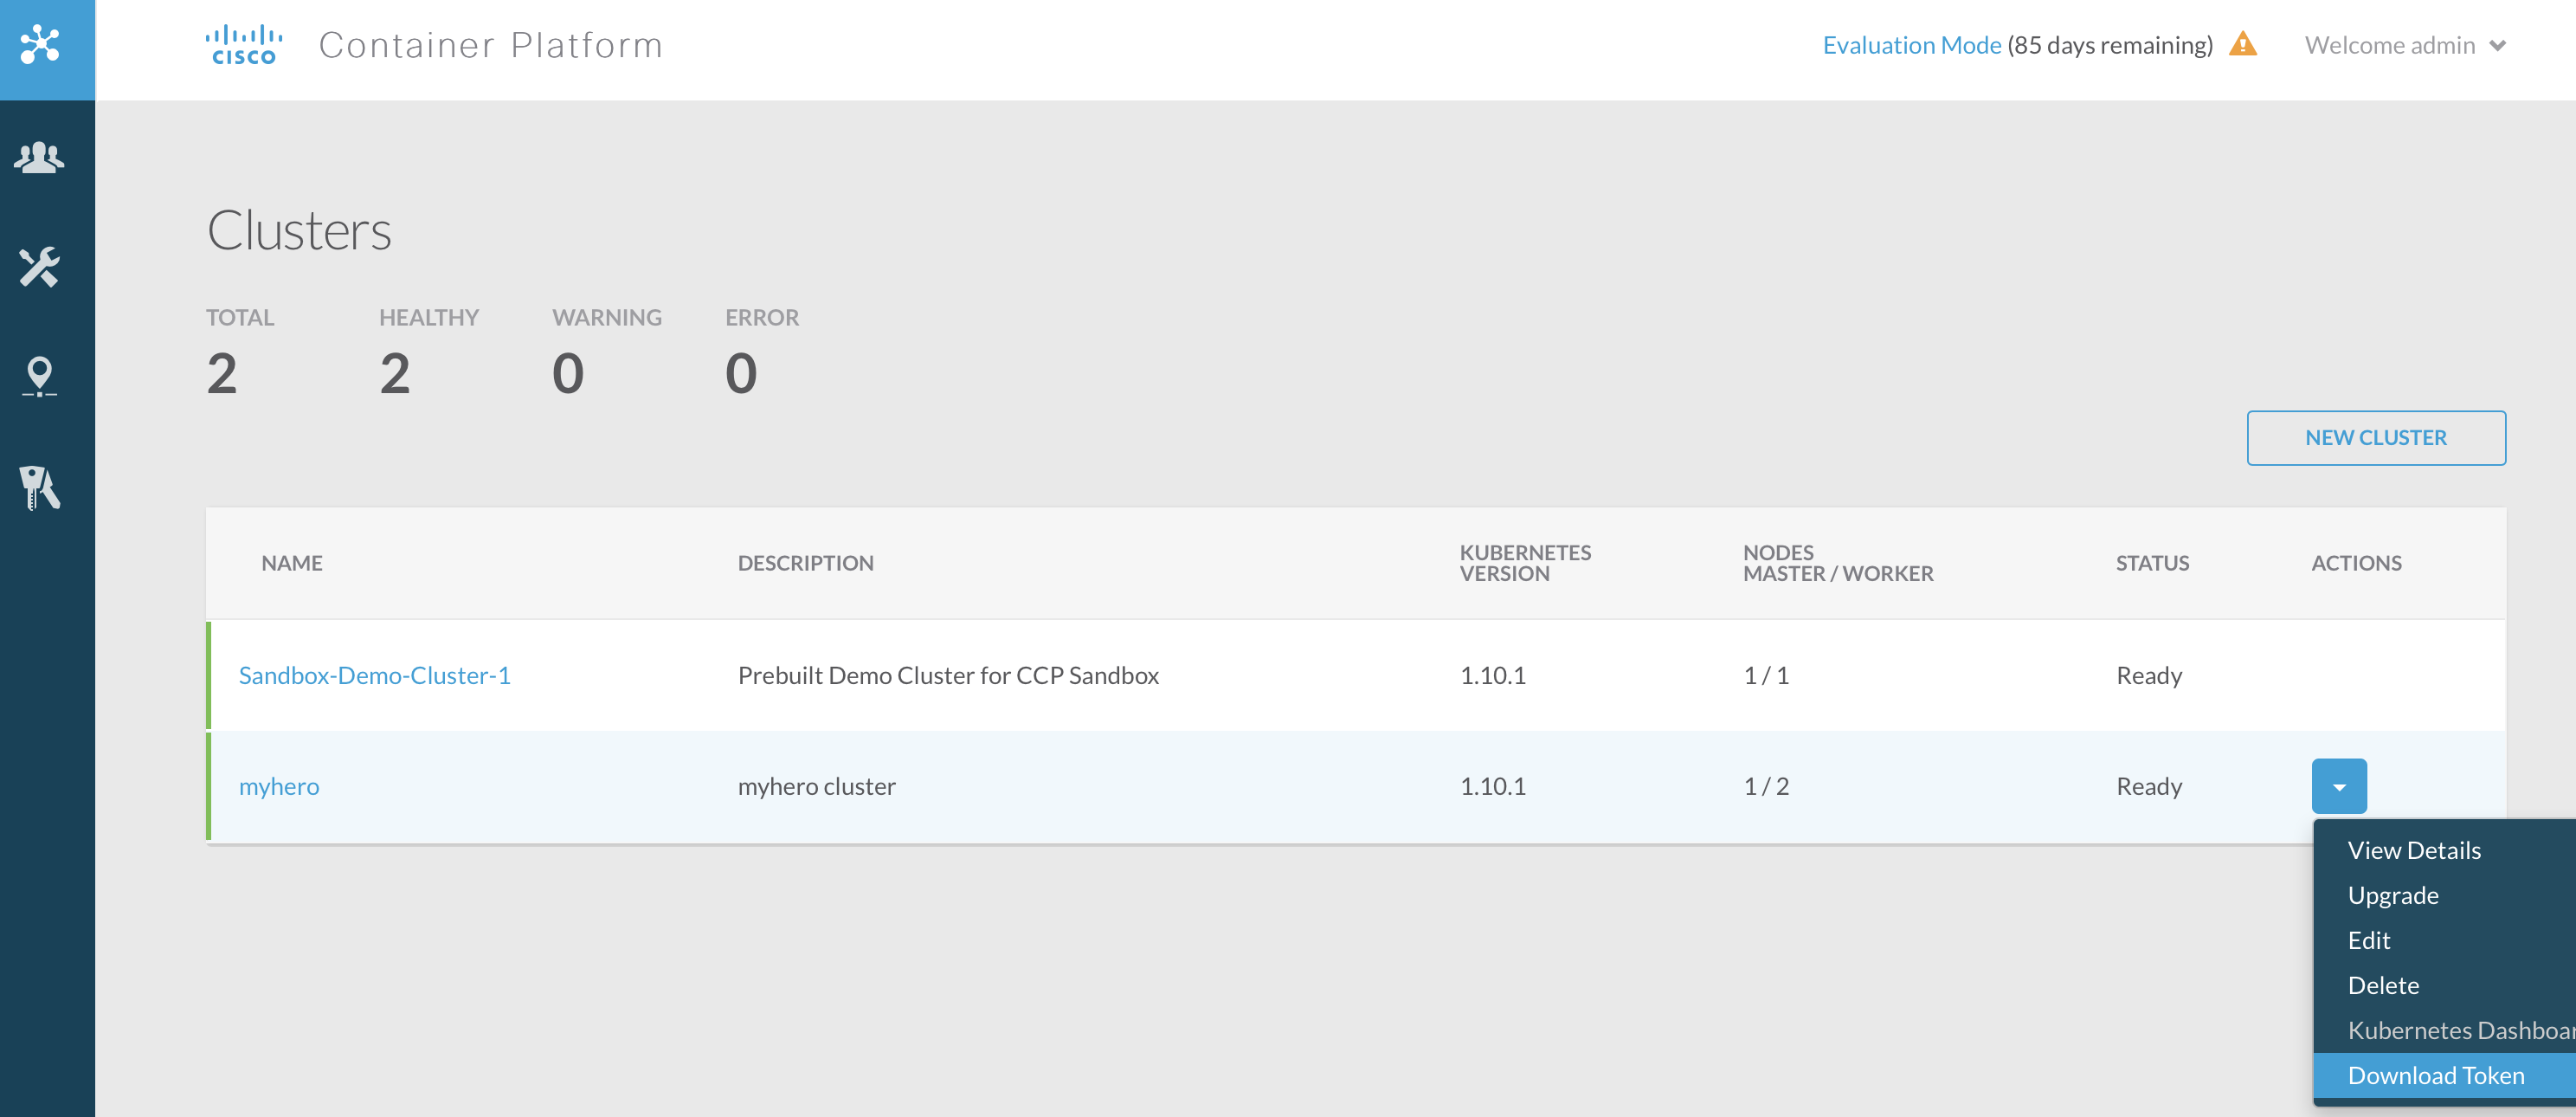 CISCO
Container Platform
Evaluation Mode (85 days remaining)
Welcome admin
Clusters
TOTAL HEALTHY WARNING ERROR
2 2 0 0
NEW CLUSTER
NAME DESCRIPTION KUBERNETES VERSION NODES MASTER / WORKER STATUS ACTIONS
Sandbox-Demo-Cluster-1 Prebuilt Demo Cluster for CCP Sandbox 1.10.1 1 / 1 Ready
myhero myhero cluster 1.10.1 1 / 2 Ready
View Details
Upgrade
Edit
Delete
Kubernetes Dashboar
Download Token